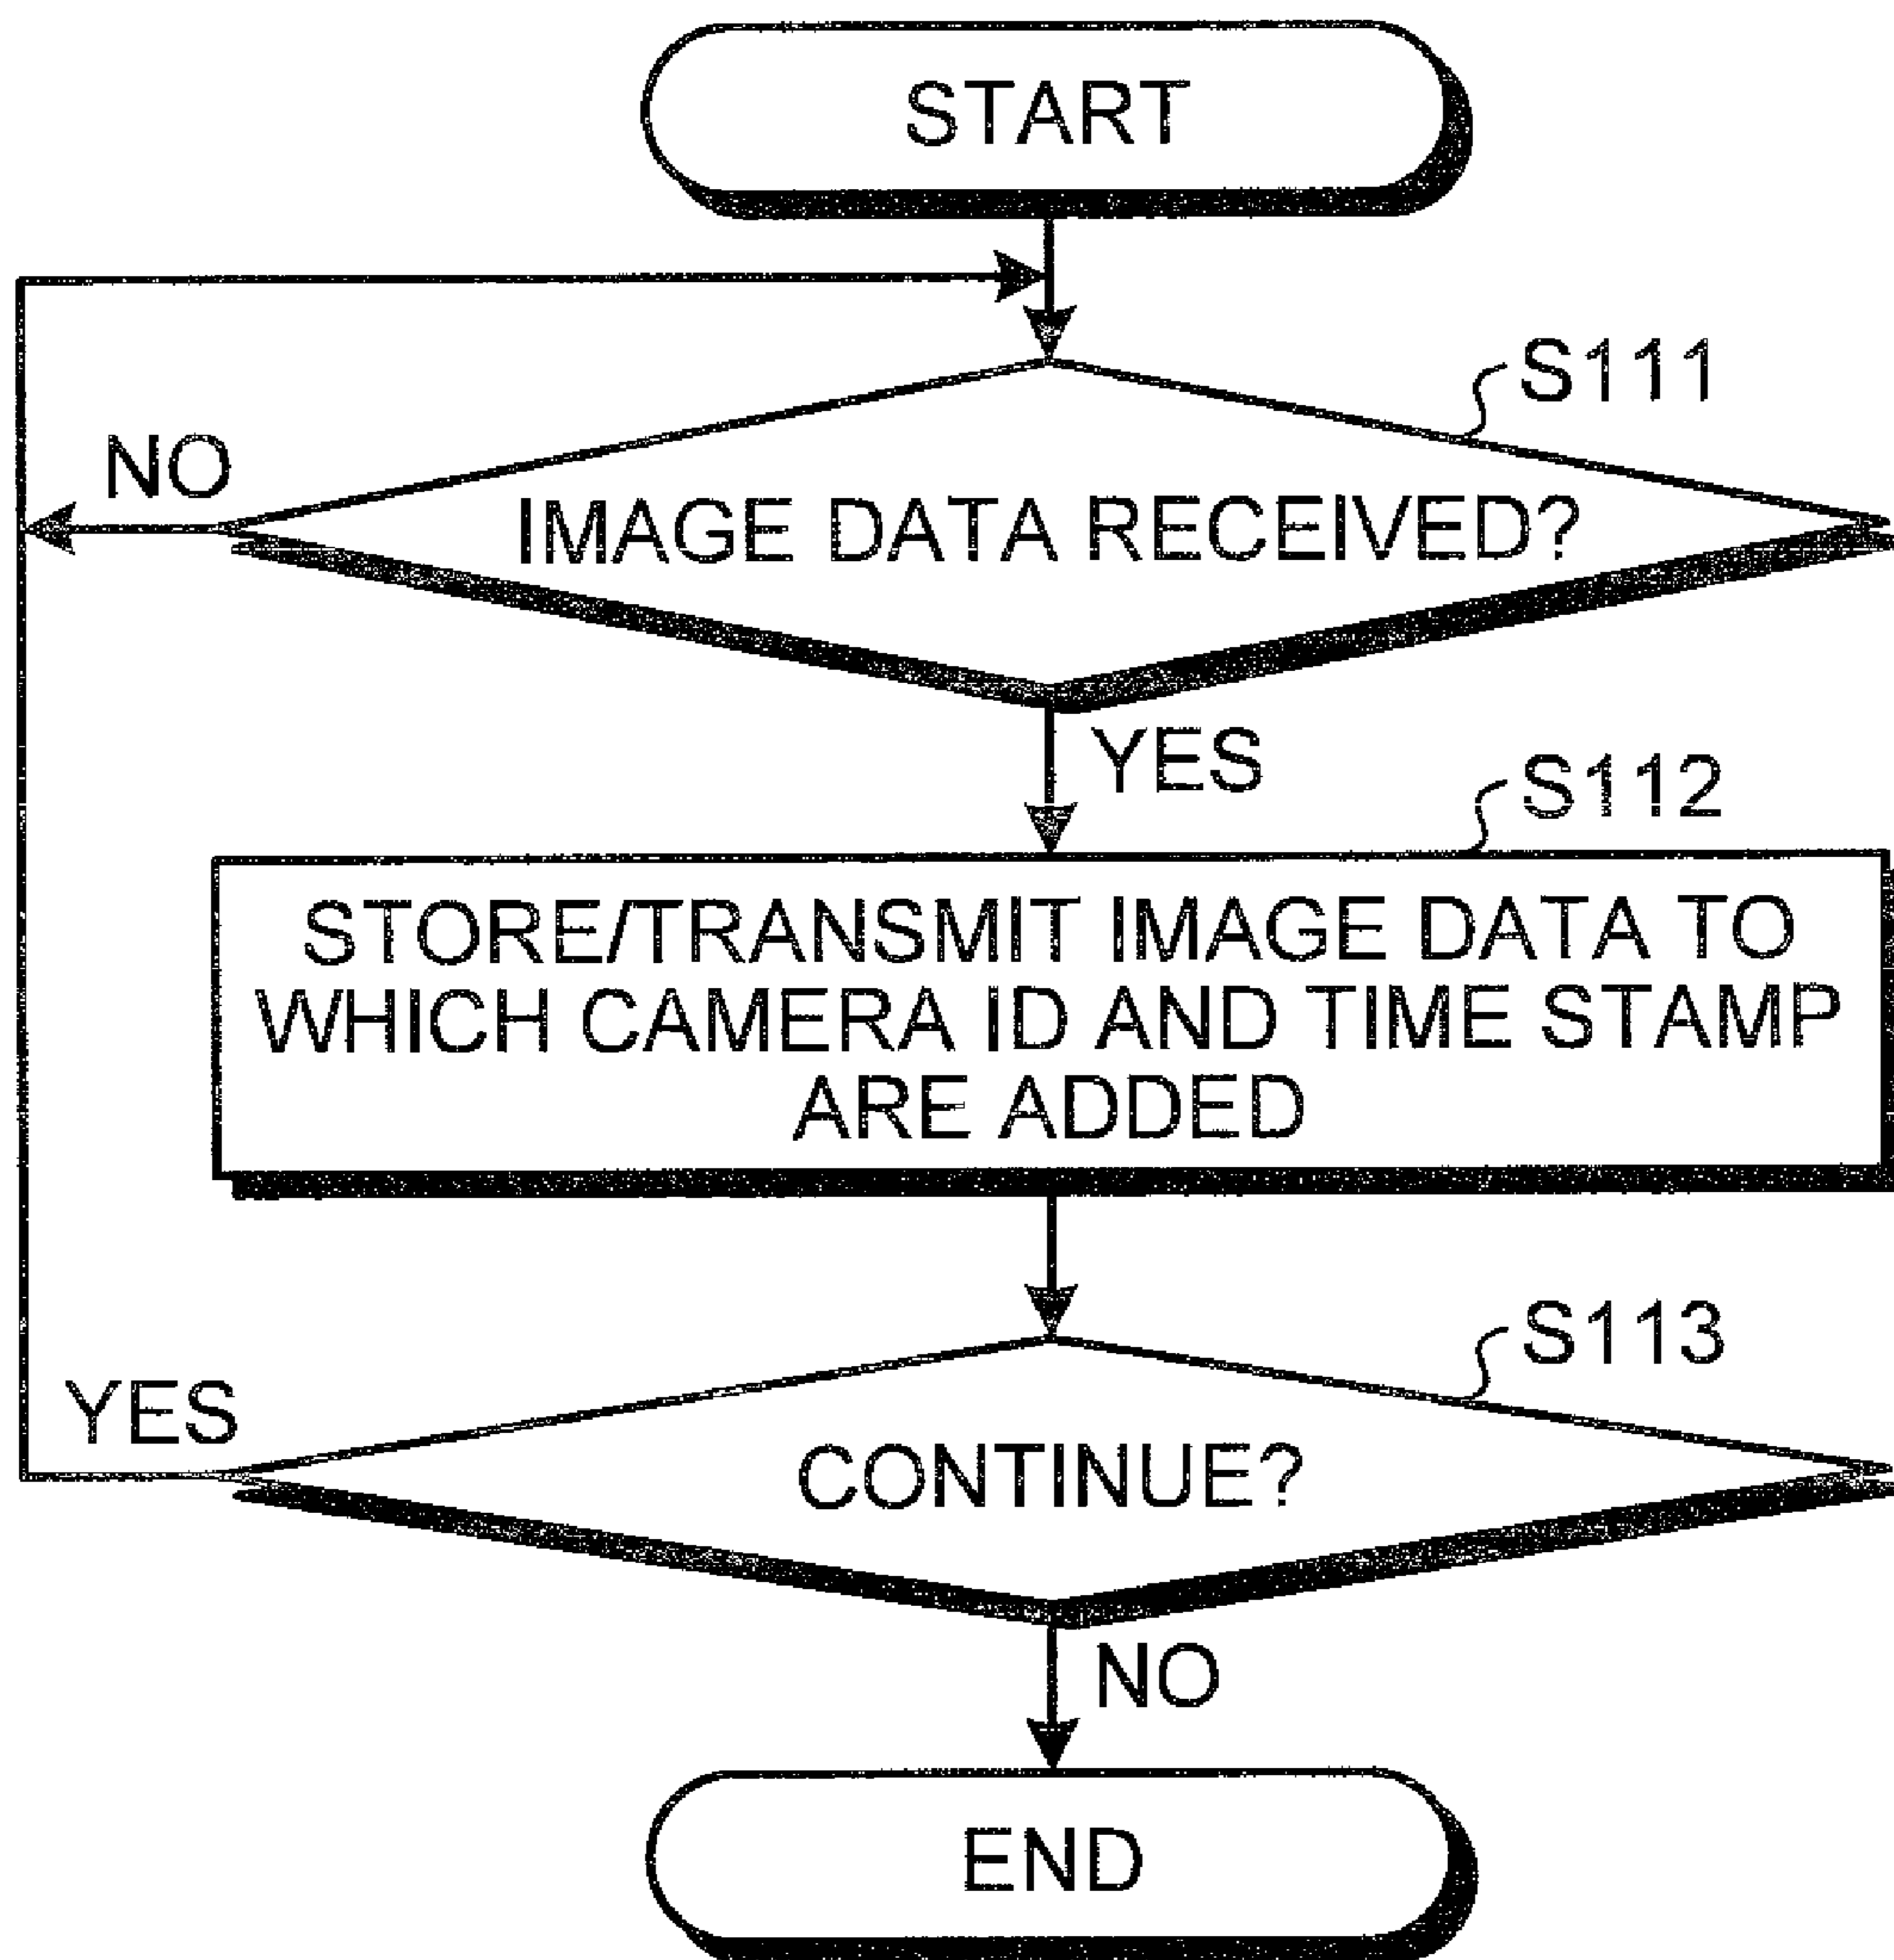 START
S111
NO
IMAGE DATA RECEIVED?
YES
S112
STORE/TRANSMIT IMAGE DATA TO
WHICH CAMERA ID AND TIME STAMP
ARE ADDED
S113
YES
CONTINUE?
NO
END